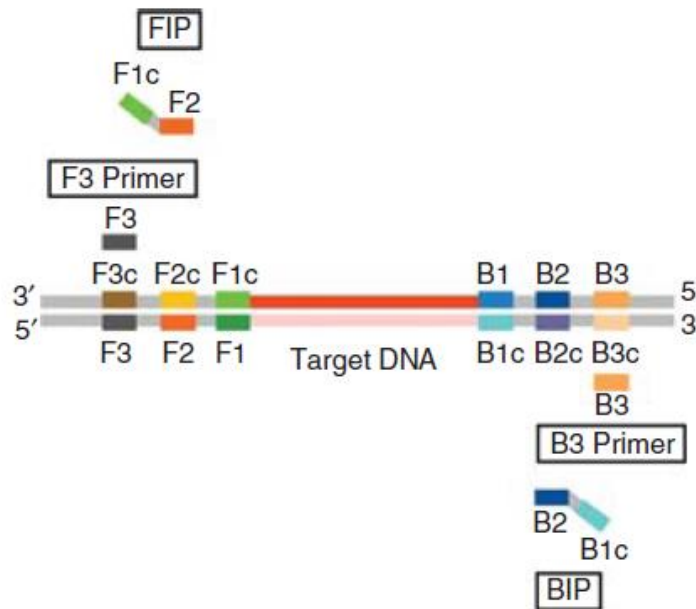 FIP
F1c
F2
F3 Primer
F3
F3c F2c F1c B1 B2 B3
3′ 5
5′ 3
F3 F2 F1 Target DNA B1c B2c B3c
B3
B3 Primer
B2
B1c
BIP